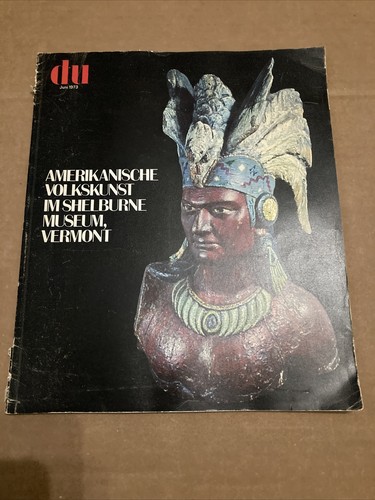 du
Juni 1973
AMERIKANISCHE
VOLKSKUNST
IM SHELBURNE
MUSEUM,
VERMONT